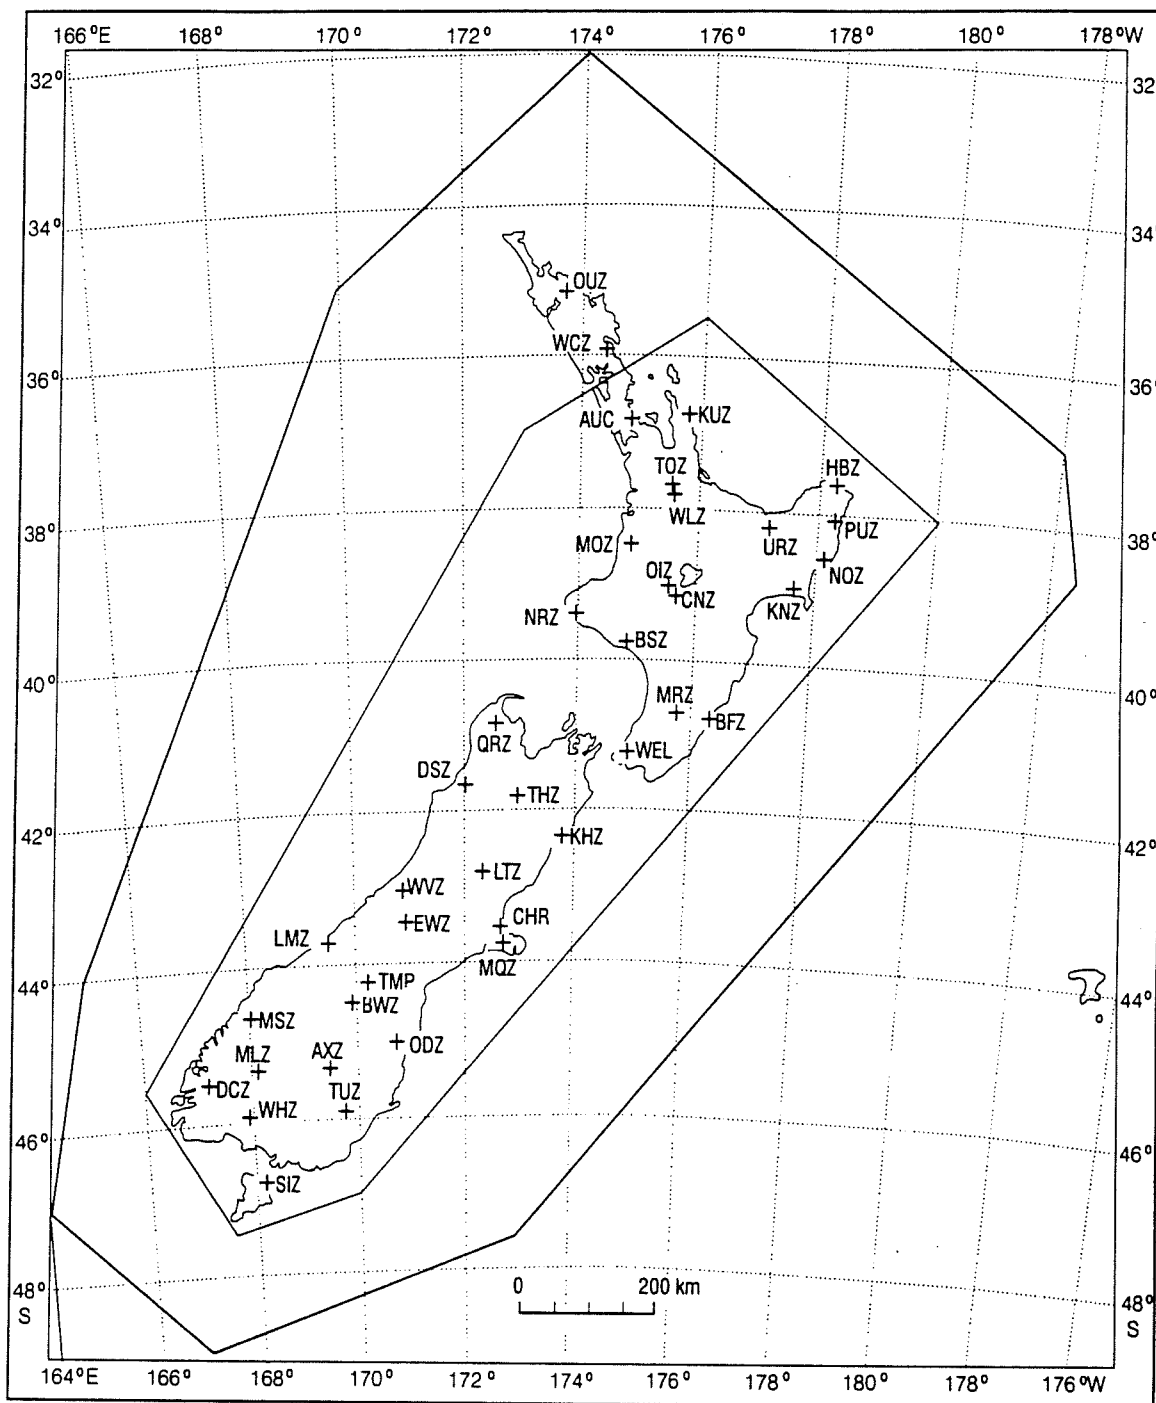 166°E 168° 170° 172° 174° 176° 180° 178°W
32° 32
34° 34
OUZ
WCZ
36° 36°
AUC KUZ
TOZ HBZ
WLZ
38° MOZ URZ PUZ 38°
OIZ NOZ
CNZ
NRZ KNZ
BSZ
40° MRZ 40°
BFZ
QRZ WEL
DSZ
THZ
42° KHZ 42°
LTZ
WVZ
EWZ CHR
LMZ
MQZ
44° TMP 44°
BWZ
MSZ
ODZ
MLZ AXZ
DCZ TUZ
WHZ
46° 46°
SIZ
0 200 km
48° 48°
S S
164°E 166° 168° 170° 172° 174° 176° 178° 180° 178° 176°W